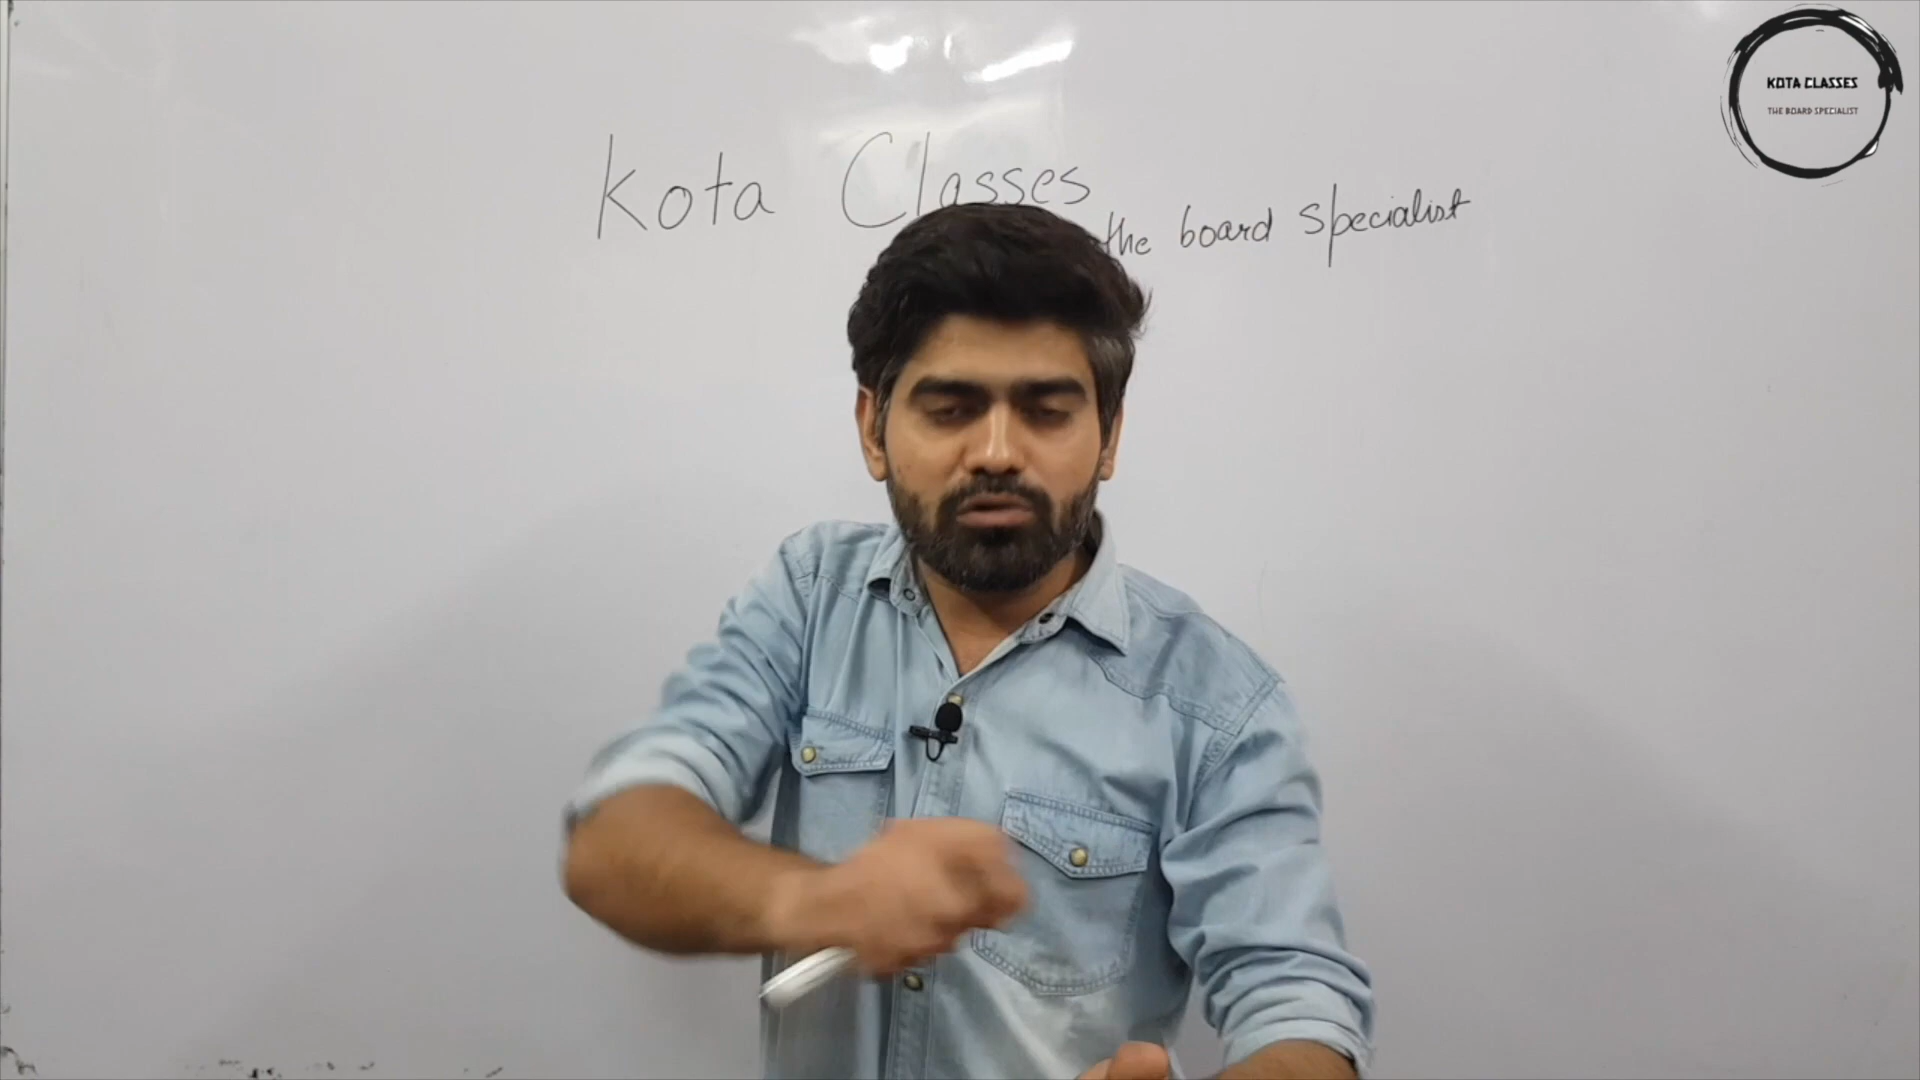 Kota Classes
the board specialist
KOTA CLASSES
THE BOARD SPECIALIST